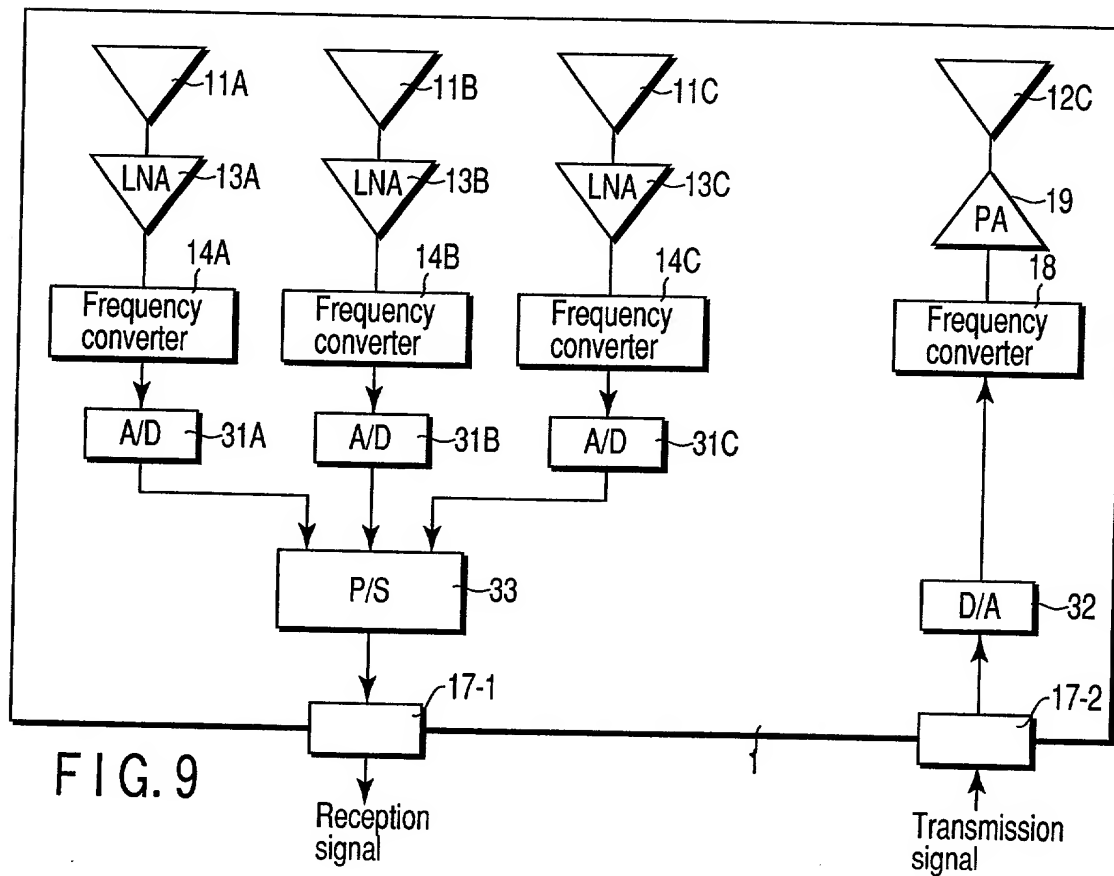 11A
11B
11C
12C
LNA
13A
LNA
13B
LNA
13C
PA
19
14A
Frequency
converter
14B
Frequency
converter
14C
Frequency
converter
18
Frequency
converter
A/D
31A
A/D
31B
A/D
31C
P/S
33
D/A
32
17-1
17-2
FIG. 9
Reception
signal
Transmission
signal